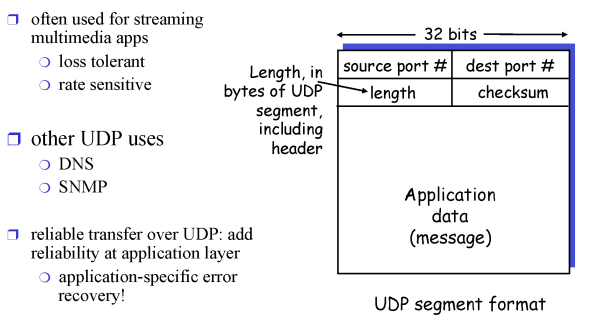 often used for streaming
multimedia apps
loss tolerant
rate sensitive
other UDP uses
DNS
SNMP
reliable transfer over UDP: add
reliability at application layer
application-specific error
recovery!
32 bits
source port #
dest port #
Length, in
bytes of UDP
segment,
including
header
length
checksum
Application
data
(message)
UDP segment format